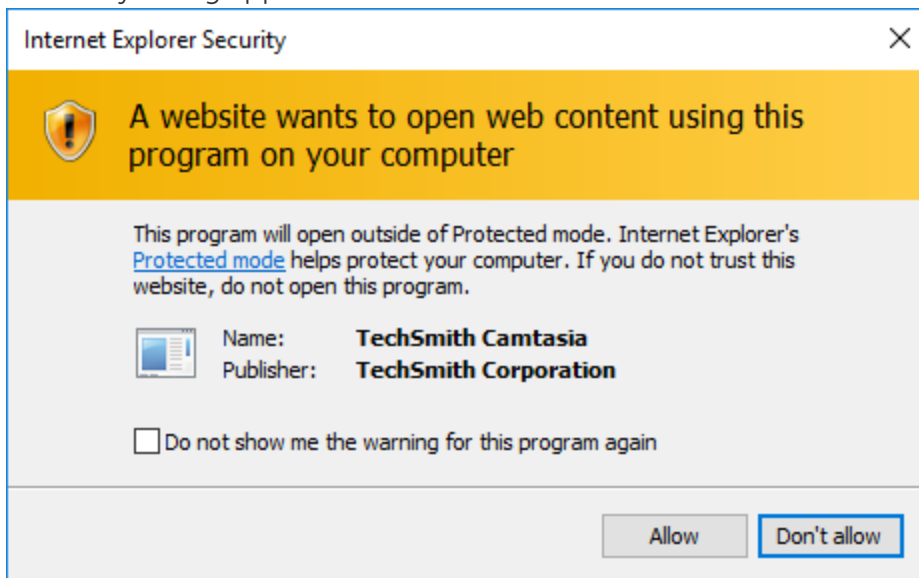 Internet Explorer Security
A website wants to open web content using this
program on your computer
This program will open outside of Protected mode. Internet Explorer's
Protected mode helps protect your computer. If you do not trust this
website, do not open this program.
Name: TechSmith Camtasia
Publisher: TechSmith Corporation
Do not show me the warning for this program again
Allow Don't allow